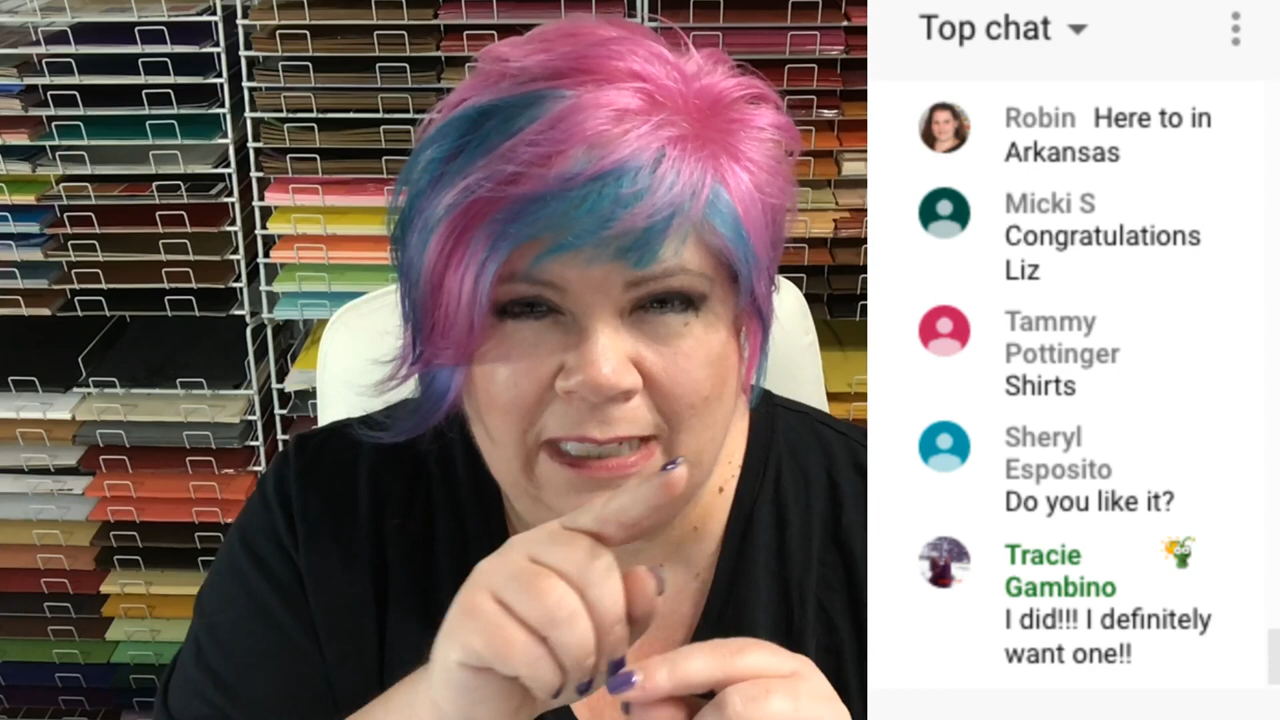 Top chat
Robin Here to in
Arkansas
Micki S
Congratulations
Liz
Tammy
Pottinger
Shirts
Sheryl
Esposito
Do you like it?
Tracie
Gambino
I did!!! I definitely
want one!!